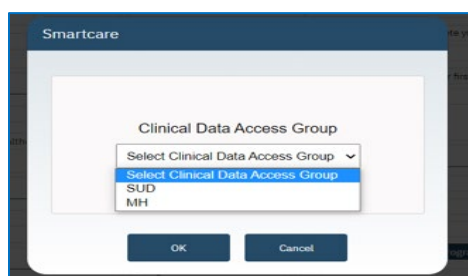 Smartcare
Clinical Data Access Group
Select Clinical Data Access Group
Select Clinical Data Access Group
SUD
MH
OK
Cancel